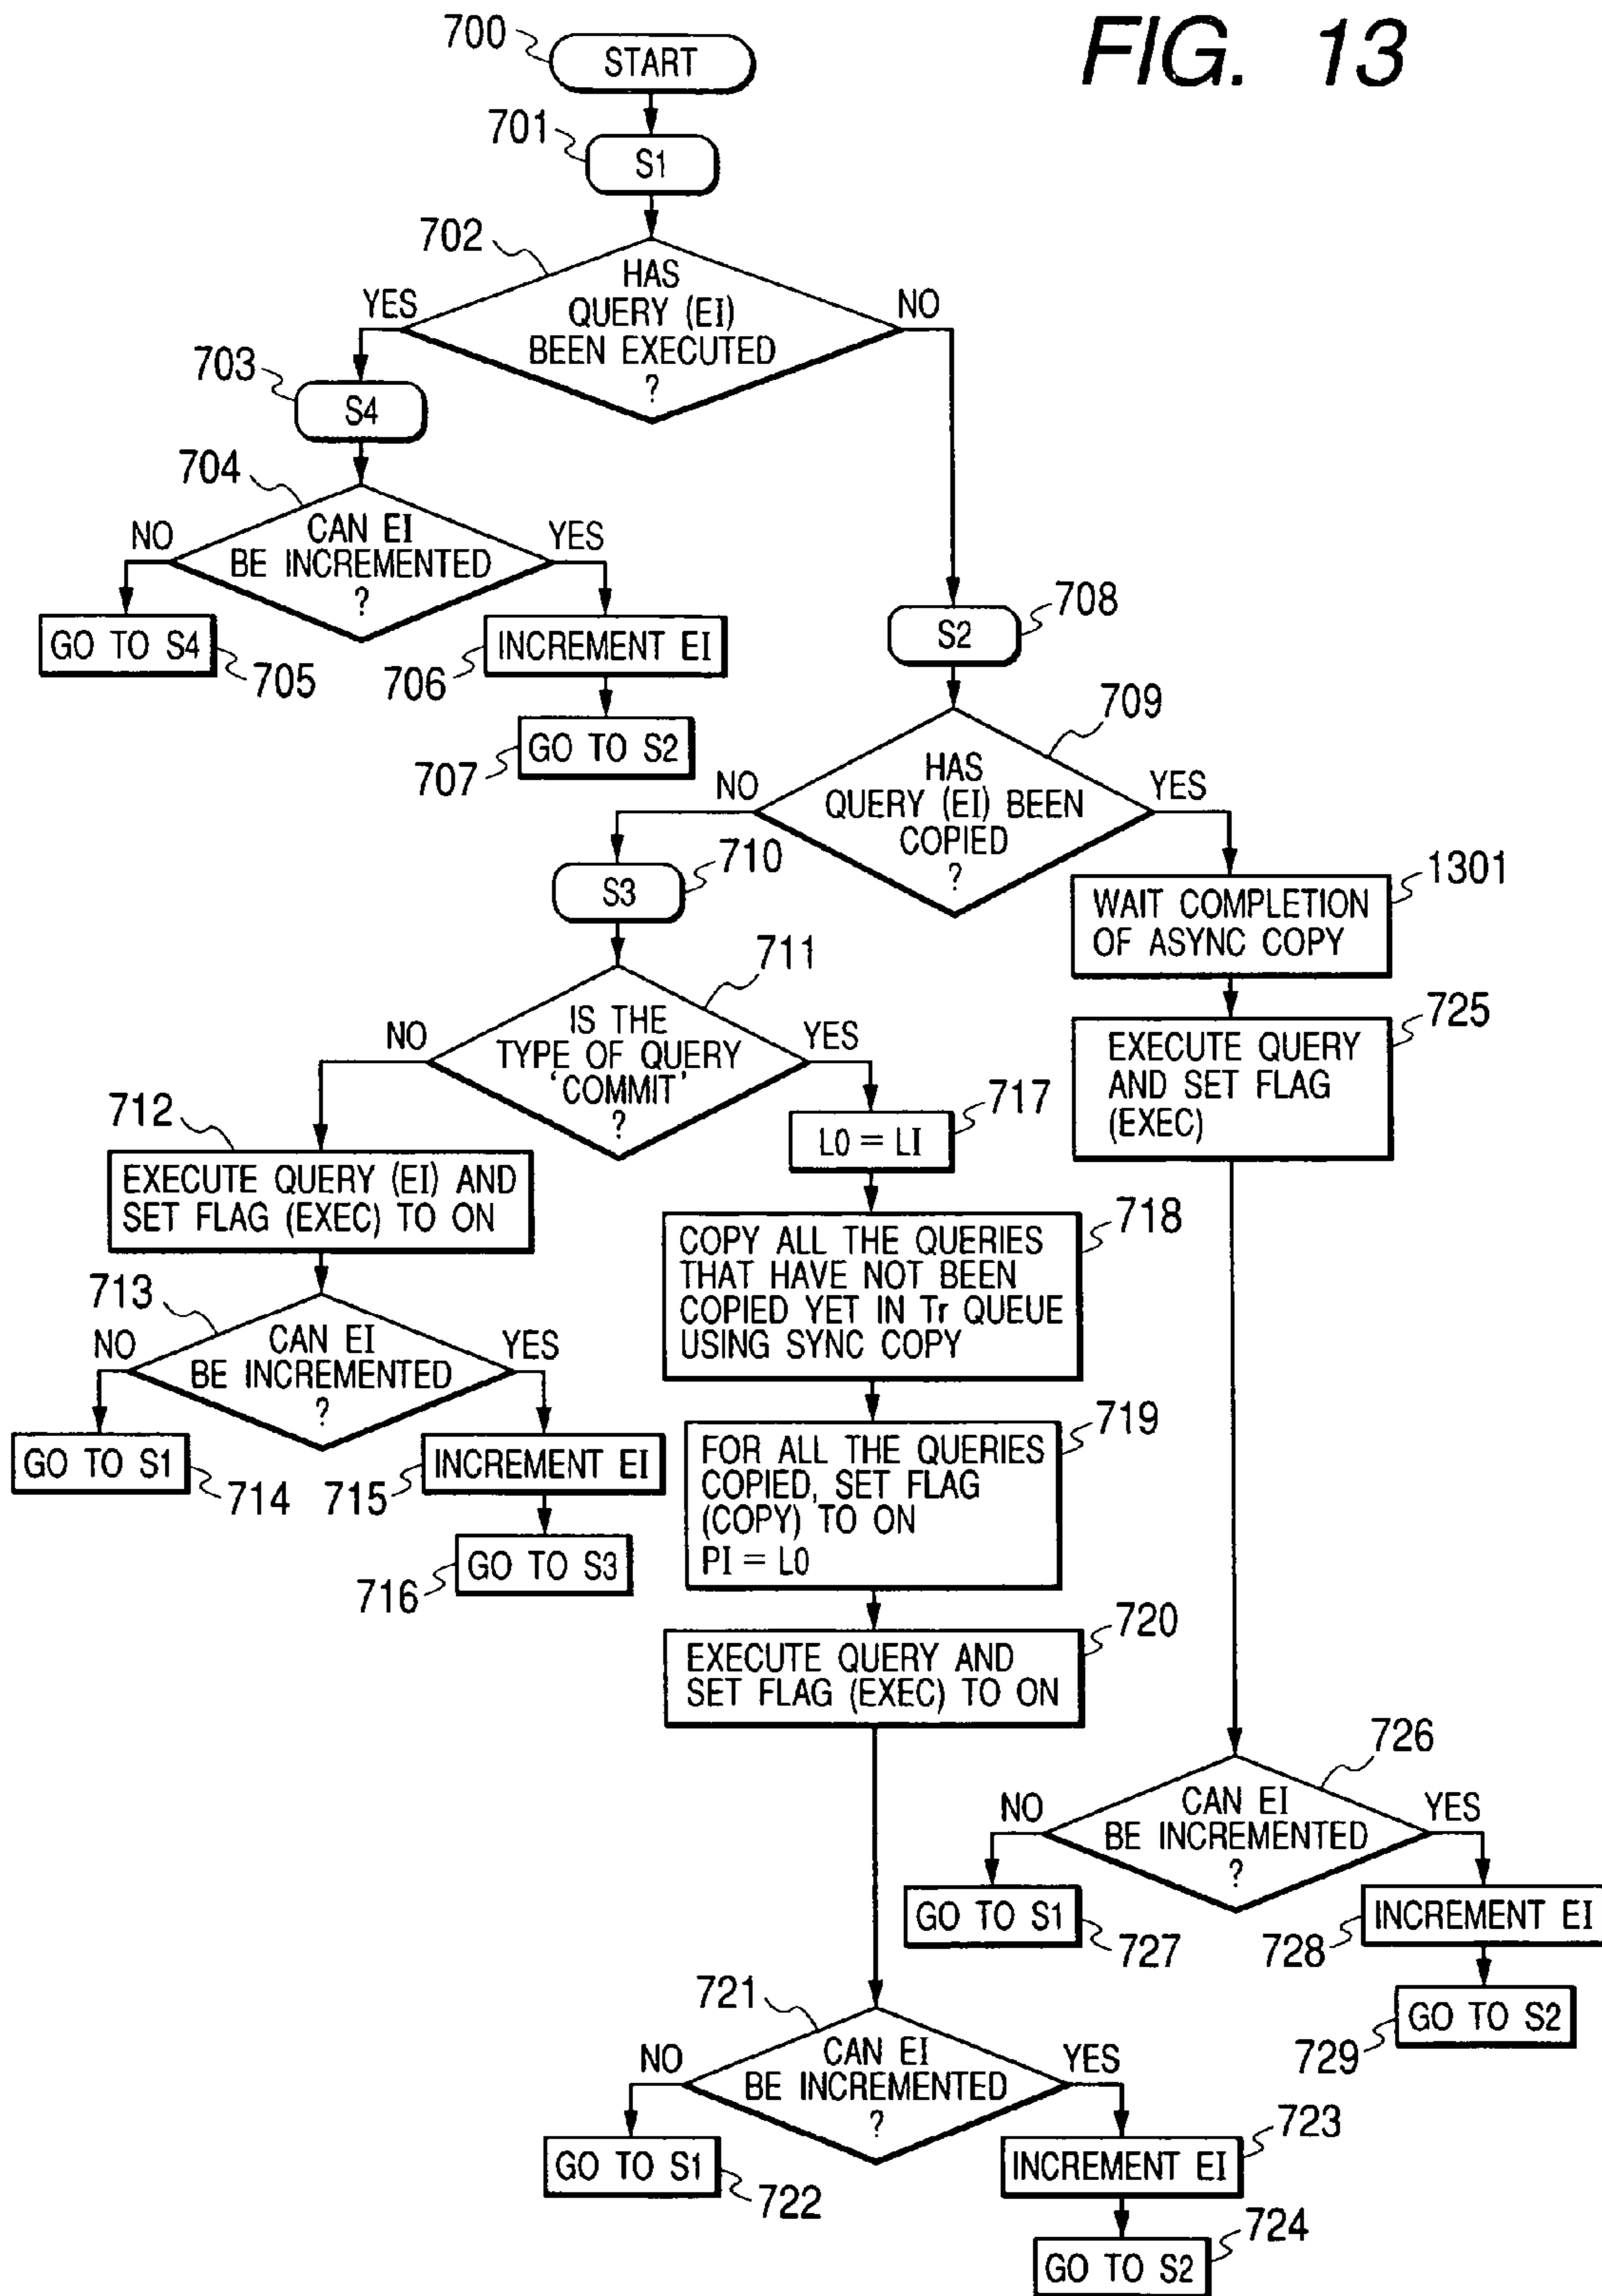 FIG. 13
700
START
701
S1
702
HAS
QUERY (EI)
BEEN EXECUTED
?
YES
NO
703
S4
704
CAN EI
BE INCREMENTED
?
NO
YES
GO TO S4
705
706
INCREMENT EI
707
GO TO S2
S2
708
709
HAS
QUERY (EI) BEEN
COPIED
?
NO
YES
S3
710
1301
WAIT COMPLETION
OF ASYNC COPY
711
IS THE
TYPE OF QUERY
'COMMIT'
?
NO
YES
725
EXECUTE QUERY
AND SET FLAG
(EXEC)
712
EXECUTE QUERY (EI) AND
SET FLAG (EXEC) TO ON
717
L0 = LI
718
COPY ALL THE QUERIES
THAT HAVE NOT BEEN
COPIED YET IN Tr QUEUE
USING SYNC COPY
713
CAN EI
BE INCREMENTED
?
NO
YES
GO TO S1
714
715
INCREMENT EI
716
GO TO S3
719
FOR ALL THE QUERIES
COPIED, SET FLAG
(COPY) TO ON
PI = L0
720
EXECUTE QUERY AND
SET FLAG (EXEC) TO ON
726
CAN EI
BE INCREMENTED
?
NO
YES
GO TO S1
727
728
INCREMENT EI
729
GO TO S2
721
CAN EI
BE INCREMENTED
?
NO
YES
GO TO S1
722
723
INCREMENT EI
724
GO TO S2